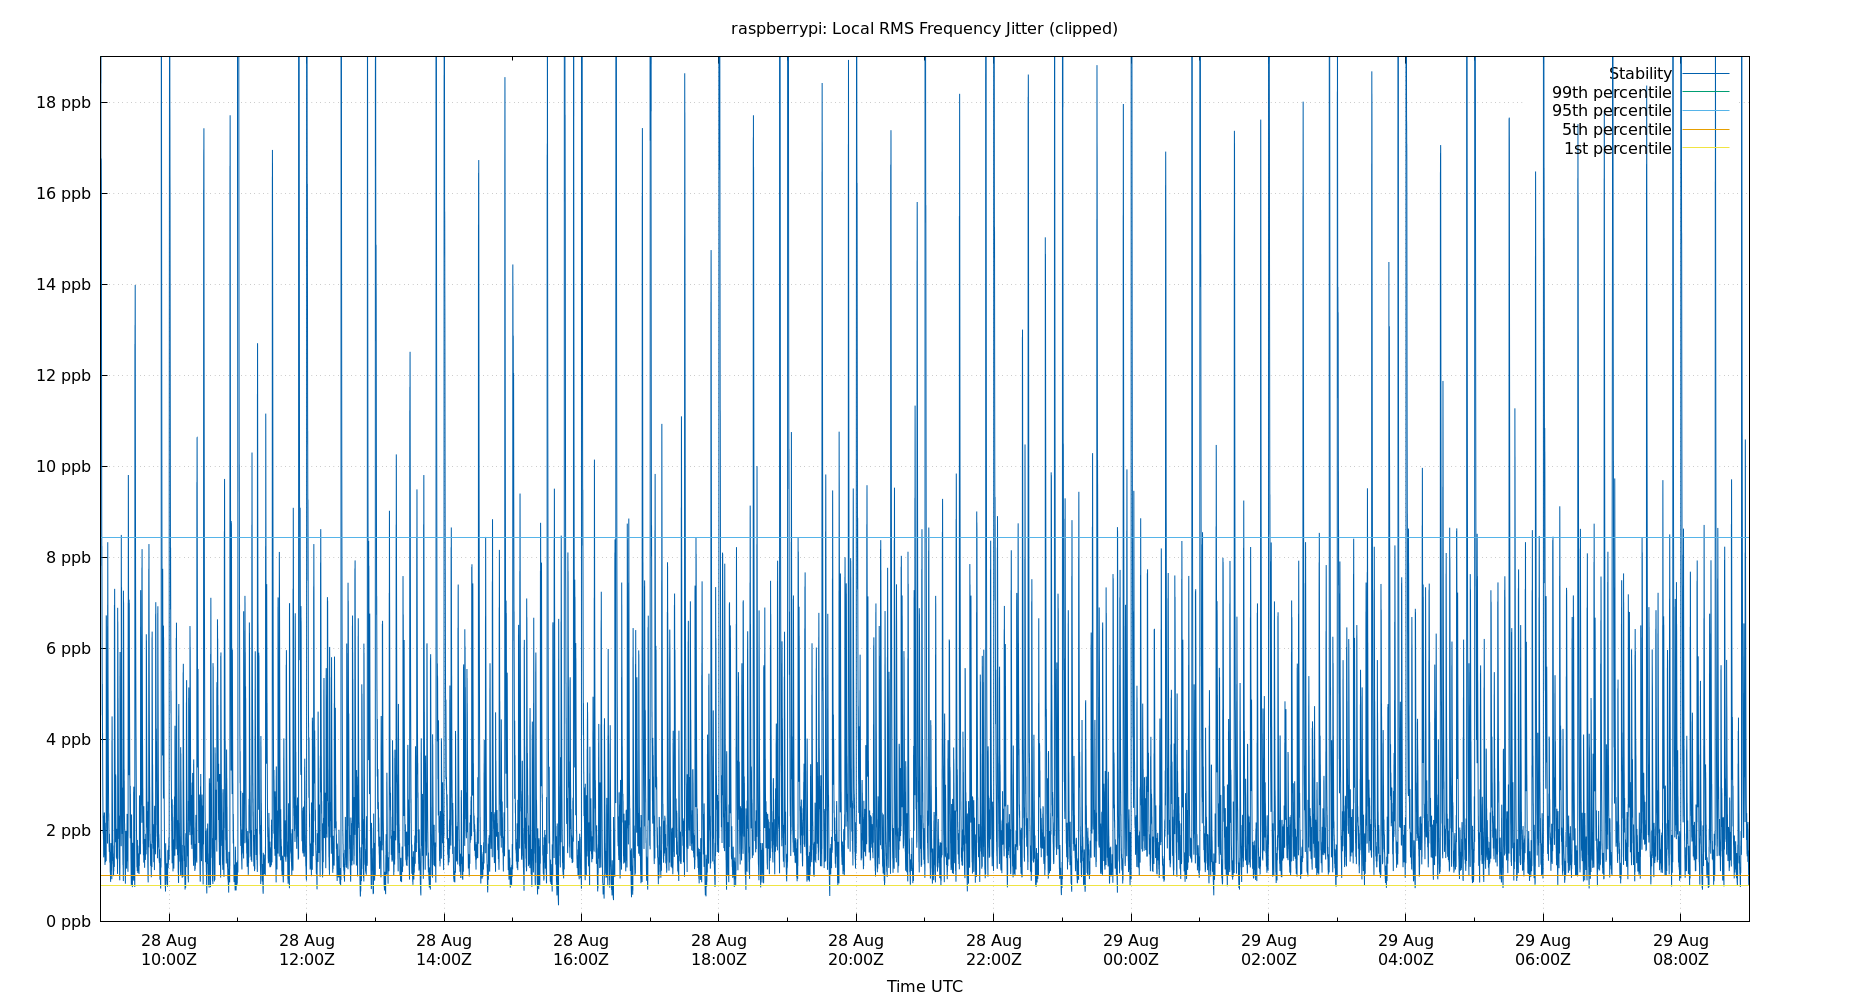 raspberrypi: Local RMS Frequency Jitter (clipped)
Stability
99th percentile
95th percentile
5th percentile
1st percentile
18 ppb
16 ppb
14 ppb
12 ppb
10 ppb
8 ppb
6 ppb
4 ppb
2 ppb
0 ppb
28 Aug 28 Aug 28 Aug 28 Aug 28 Aug 28 Aug 28 Aug 29 Aug 29 Aug 29 Aug 29 Aug 29 Aug
10:00Z 12:00Z 14:00Z 16:00Z 18:00Z 20:00Z 22:00Z 00:00Z 02:00Z 04:00Z 06:00Z 08:00Z
Time UTC